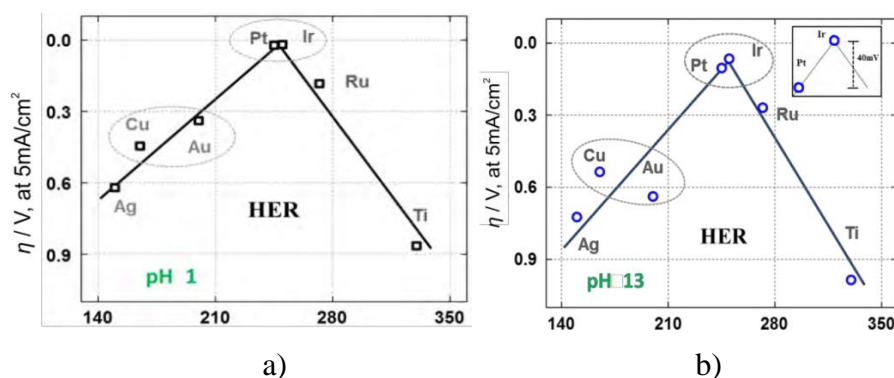 a)
η / V, at 5mA/cm²
0.0
0.3
0.6
0.9
Pt
Ir
Ru
Cu
Au
Ag
Ti
HER
pH 1
140
210
280
350
b)
η / V, at 5mA/cm²
0.0
0.3
0.6
0.9
Pt
Ir
Ru
Cu
Au
Ag
Ti
HER
pH□13
Ir
Pt
40mV
140
210
280
350
a)
b)